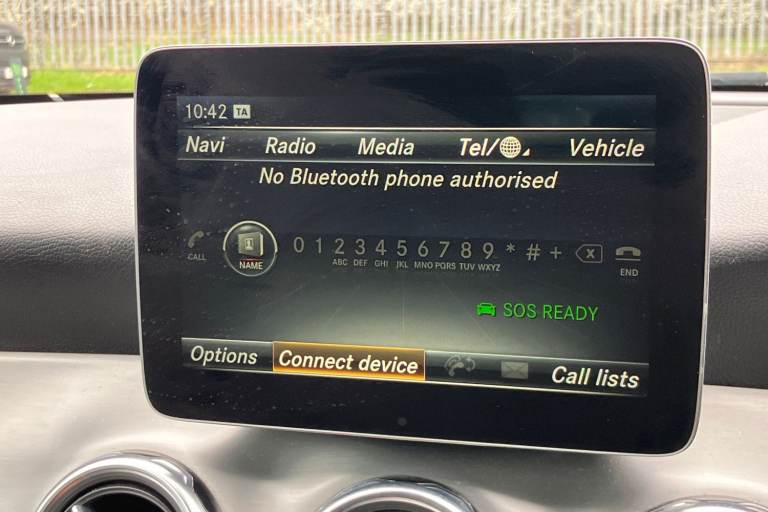 10:42 TA
Navi Radio Media Tel/ Vehicle
No Bluetooth phone authorised
CALL NAME 0 1 2 3 4 5 6 7 8 9 * # + X END
ABC DEF GHI JKL MNO PQRS TUV WXYZ
SOS READY
Options Connect device Call lists